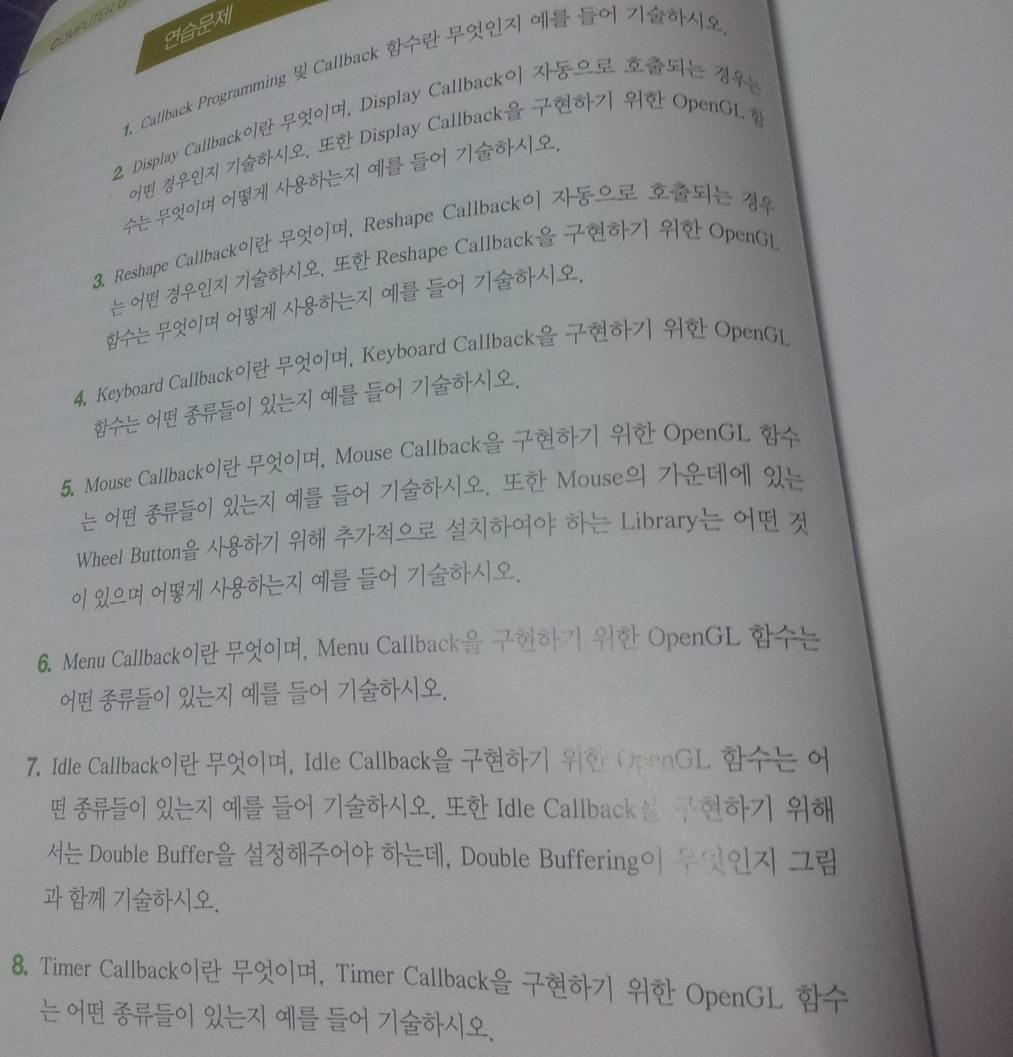 COMPUTER G
연습문제
1. Callback Programming 및 Callback 함수란 무엇인지 예를 들어 기술하시오.
2. Display Callback이란 무엇이며, Display Callback이 자동으로 호출되는 경우는
어떤 경우인지 기술하시오. 또한 Display Callback을 구현하기 위한 OpenGL 함
수는 무엇이며 어떻게 사용하는지 예를 들어 기술하시오.
3. Reshape Callback이란 무엇이며, Reshape Callback이 자동으로 호출되는 경우
는 어떤 경우인지 기술하시오. 또한 Reshape Callback을 구현하기 위한 OpenGL
함수는 무엇이며 어떻게 사용하는지 예를 들어 기술하시오.
4. Keyboard Callback이란 무엇이며, Keyboard Callback을 구현하기 위한 OpenGL
함수는 어떤 종류들이 있는지 예를 들어 기술하시오.
5. Mouse Callback이란 무엇이며, Mouse Callback을 구현하기 위한 OpenGL 함수
는 어떤 종류들이 있는지 예를 들어 기술하시오. 또한 Mouse의 가운데에 있는
Wheel Button을 사용하기 위해 추가적으로 설치하여야 하는 Library는 어떤 것
이 있으며 어떻게 사용하는지 예를 들어 기술하시오.
6. Menu Callback이란 무엇이며, Menu Callback을 구현하기 위한 OpenGL 함수는
어떤 종류들이 있는지 예를 들어 기술하시오.
7. Idle Callback이란 무엇이며, Idle Callback을 구현하기 위한 OpenGL 함수는 어
떤 종류들이 있는지 예를 들어 기술하시오. 또한 Idle Callback을 구현하기 위해
서는 Double Buffer을 설정해주어야 하는데, Double Buffering이 무엇인지 그림
과 함께 기술하시오.
8. Timer Callback이란 무엇이며, Timer Callback을 구현하기 위한 OpenGL 함수
는 어떤 종류들이 있는지 예를 들어 기술하시오.